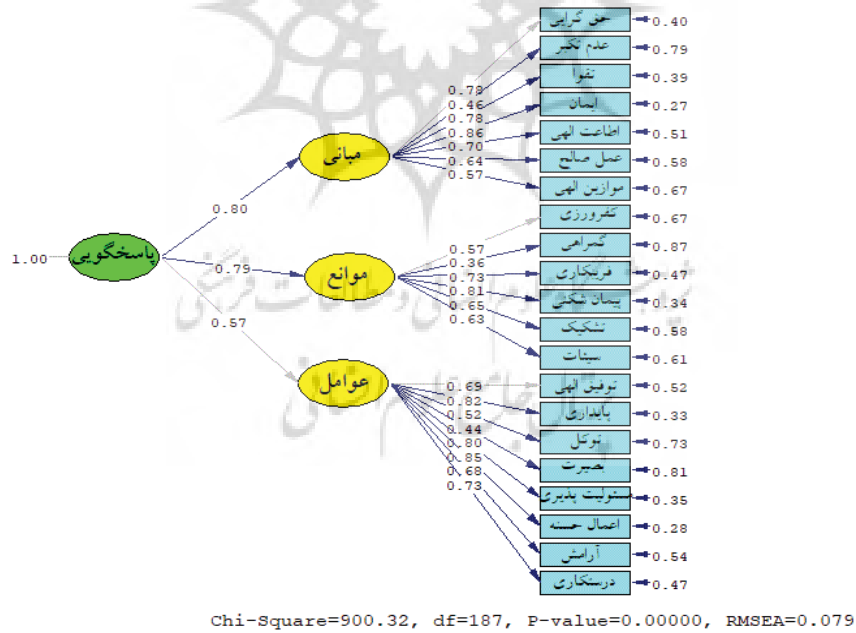 حق گرایی 0.40
عدم تکبر 0.79
تقوا 0.39
ایمان 0.27
اطاعت الهی 0.51
عمل صالح 0.58
موازین الهی 0.67
کفرورزی 0.67
گمراهی 0.87
فریبکاری 0.47
پیمان شکنی 0.34
تشکیک 0.58
سیئات 0.61
توفیق الهی 0.52
پایداری 0.33
توکل 0.73
بصیرت 0.81
مسئولیت پذیری 0.35
اعمال حسنه 0.28
آرامش 0.54
درستکاری 0.47
0.78
0.46
0.78
0.86
0.70
0.64
0.57
مبانی
0.57
0.36
0.73
0.81
0.65
0.63
موانع
0.69
0.82
0.52
0.44
0.80
0.85
0.68
0.73
عوامل
0.80
0.79
0.57
پاسخگویی
1.00
Chi-Square=900.32, df=187, P-value=0.00000, RMSEA=0.079